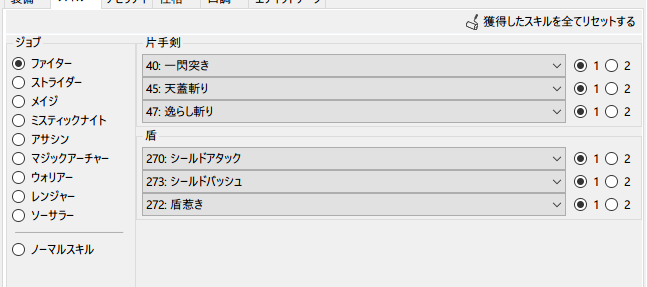 獲得したスキルを全てリセットする
ジョブ
ファイター
ストライダー
メイジ
ミスティックナイト
アサシン
マジックアーチャー
ウォリアー
レンジャー
ソーサラー
ノーマルスキル
片手剣
40: 一閃突き 1 2
45: 天蓋斬り 1 2
47: 逸らし斬り 1 2
盾
270: シールドアタック 1 2
273: シールドバッシュ 1 2
272: 盾惹き 1 2